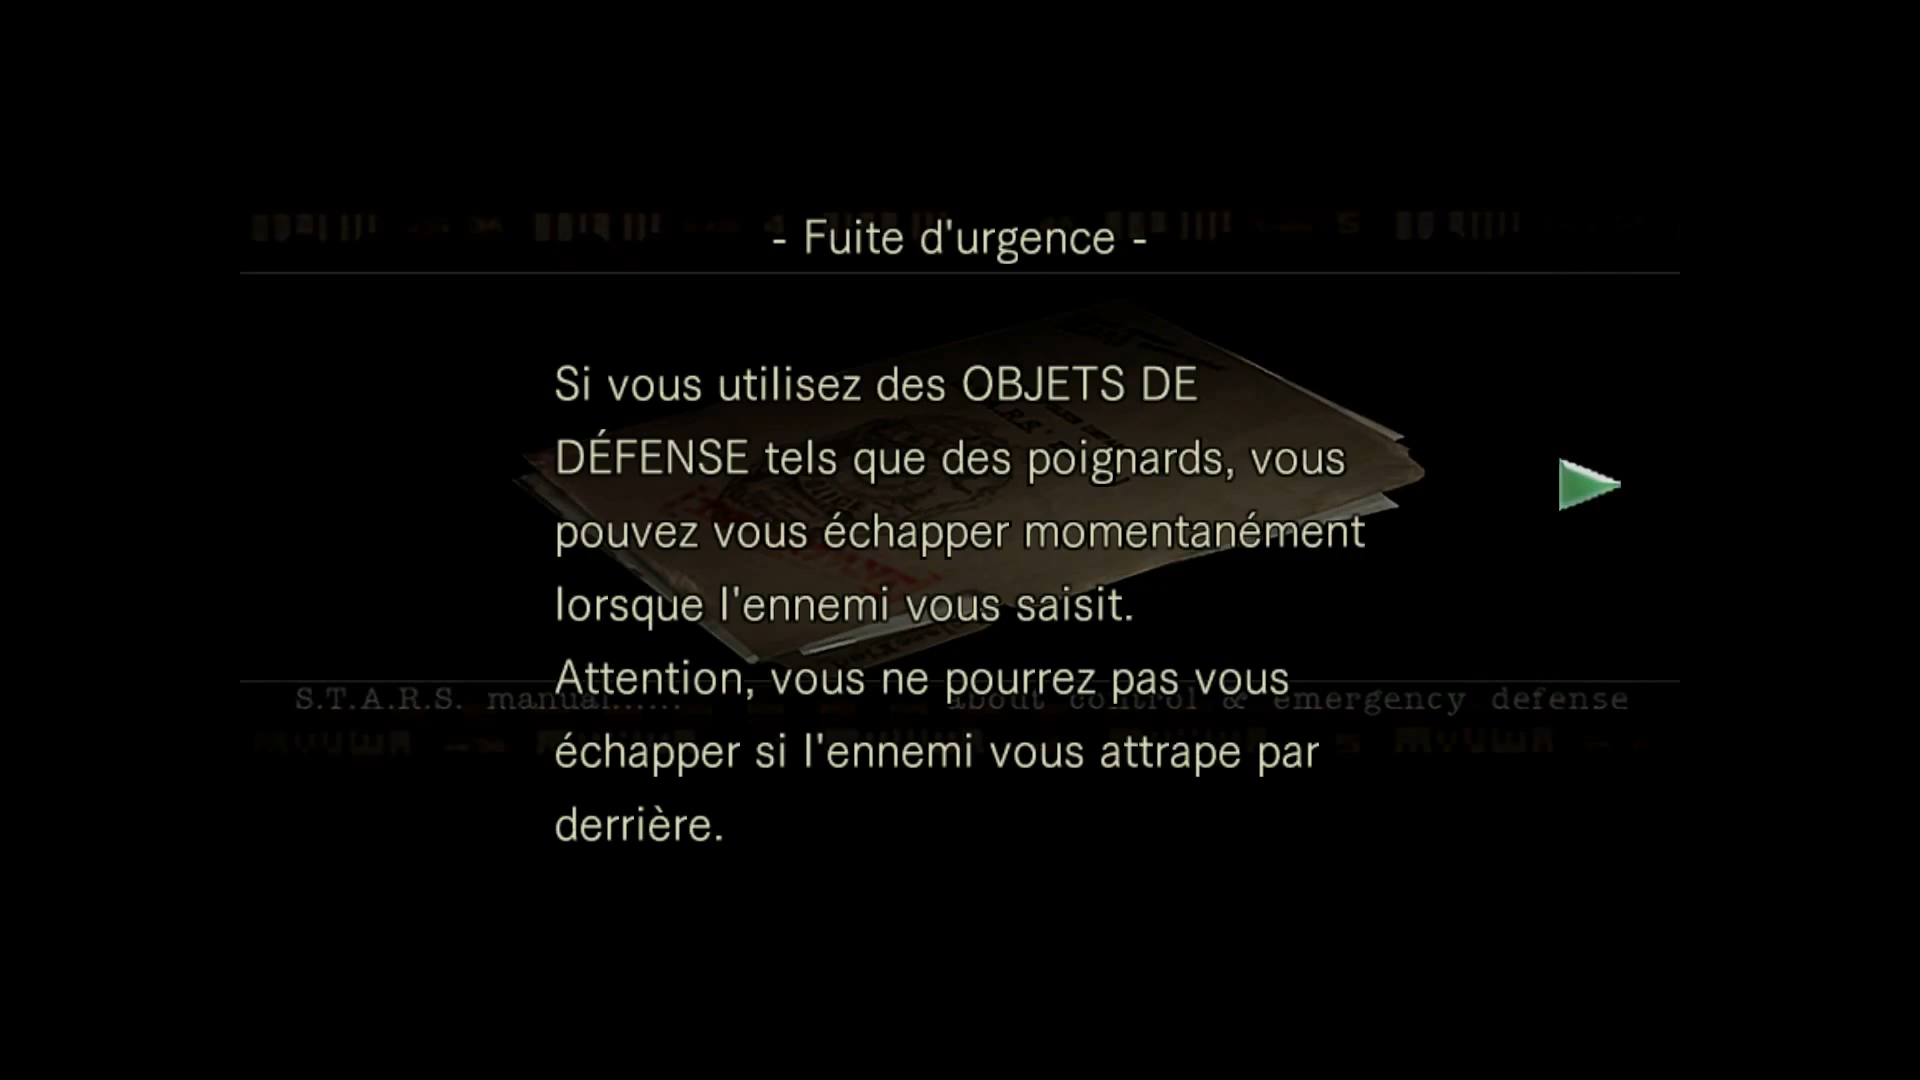 - Fuite d'urgence -
Si vous utilisez des OBJETS DE
DÉFENSE tels que des poignards, vous
pouvez vous échapper momentanément
lorsque l'ennemi vous saisit.
Attention, vous ne pourrez pas vous
échapper si l'ennemi vous attrape par
derrière.
S.T.A.R.S. manual...... about control & emergency defense